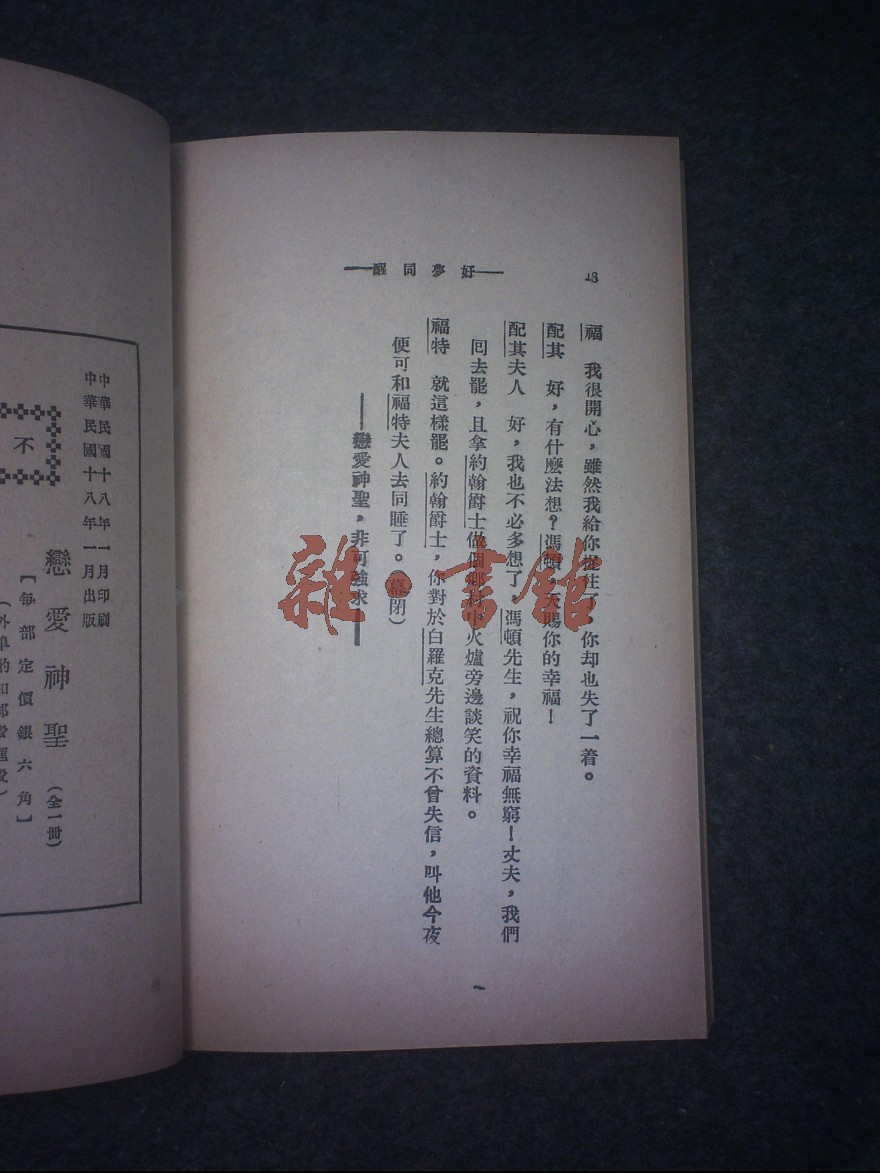 ——好夢同醒——
福　我很開心，雖然我給你住了，你却也失了一着。
配其　好，有什麽法想？馮頓，天賜你的幸福！
配其夫人　好，我也不必多想了，馮頓先生，祝你幸福無窮！丈夫，我們
囘去罷，且拿約翰爵士做個鄉村中火爐旁邊談笑的資料。
福特　就這樣罷。約翰爵士，你對於白羅克先生總算不曾失信，叫他今夜
便可和福特夫人去同睡了。（幕閉）
——戀愛神聖，非可強求——
中華民國十八年一月印刷
中華民國十八年一月出版
不
戀愛神聖（全一冊）
【每部定價銀六角】
雜·書館